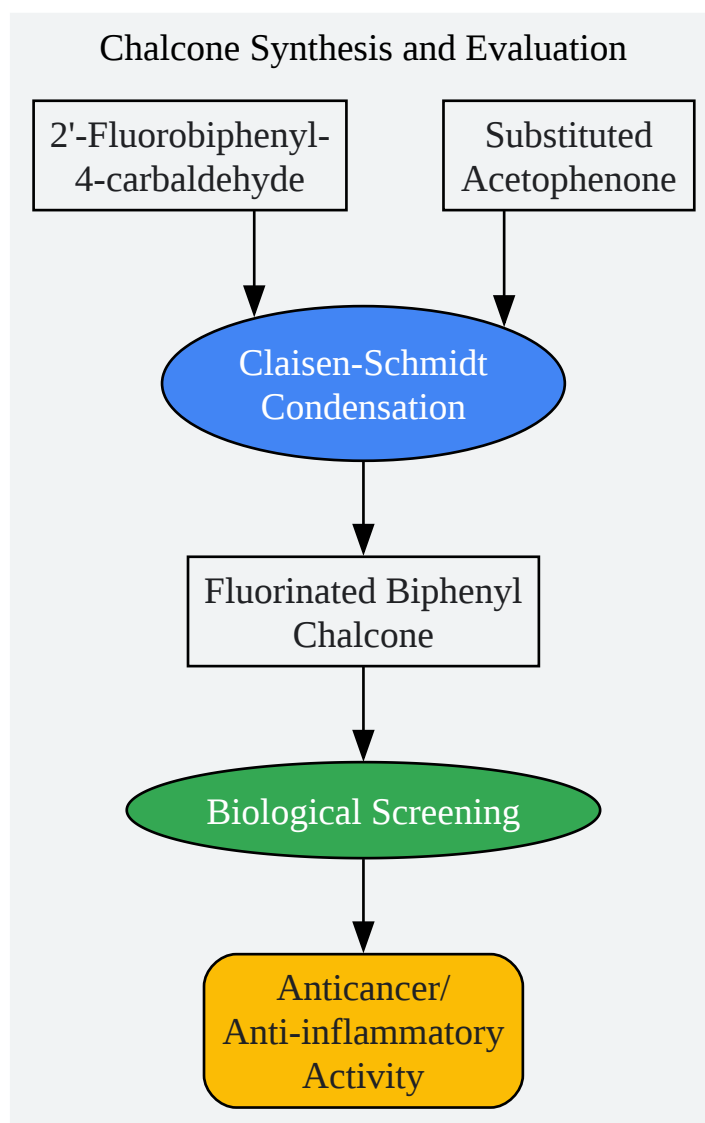 Chalcone Synthesis and Evaluation
2'-Fluorobiphenyl-
4-carbaldehyde
Substituted
Acetophenone
Claisen-Schmidt
Condensation
Fluorinated Biphenyl
Chalcone
Biological Screening
Anticancer/
Anti-inflammatory
Activity